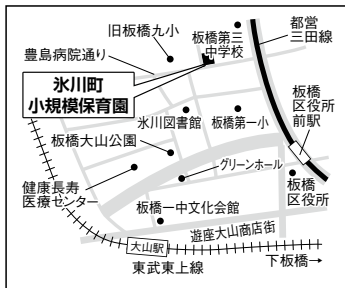 旧板橋九小
板橋第三
中学校
都営
三田線
豊島病院通り
氷川町
小規模保育園
氷川図書館
板橋第一小
板橋
区役所
前駅
板橋大山公園
グリーンホール
健康長寿
医療センター
板橋
区役所
板橋一中文化会館
遊座大山商店街
大山駅
東武東上線
下板橋→